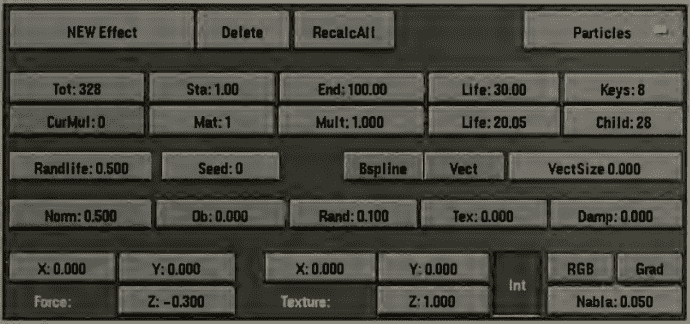 NEW Effect Delete RecalcAll Particles
Tot: 328 Sta: 1.00 End: 100.00 Life: 30.00 Keys: 8
CurMul: 0 Mat: 1 Mult: 1.000 Life: 20.05 Child: 28
Randlife: 0.500 Seed: 0 Bspline Vect VectSize 0.000
Norm: 0.500 Ob: 0.000 Rand: 0.100 Tex: 0.000 Damp: 0.000
X: 0.000 Y: 0.000 X: 0.000 Y: 0.000 Int RGB Grad
Force: Z: -0.300 Texture: Z: 1.000 Nabla: 0.050